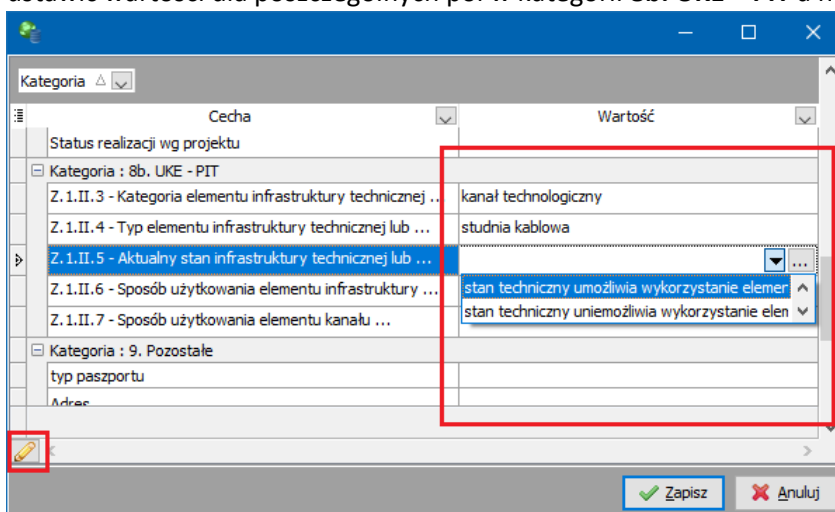 Kategoria
Cecha Wartość
Status realizacji wg projektu
Kategoria : 8b. UKE - PIT
Z.1.II.3 - Kategoria elementu infrastruktury technicznej ... kanał technologiczny
Z.1.II.4 - Typ elementu infrastruktury technicznej lub ... studnia kablowa
Z.1.II.5 - Aktualny stan infrastruktury technicznej lub ... ...
Z.1.II.6 - Sposób użytkowania elementu infrastruktury ... stan techniczny umożliwia wykorzystanie elemer
Z.1.II.7 - Sposób użytkowania elementu kanału ... stan techniczny uniemożliwia wykorzystanie elen
Kategoria : 9. Pozostałe
typ paszportu
Adres
Zapisz Anuluj